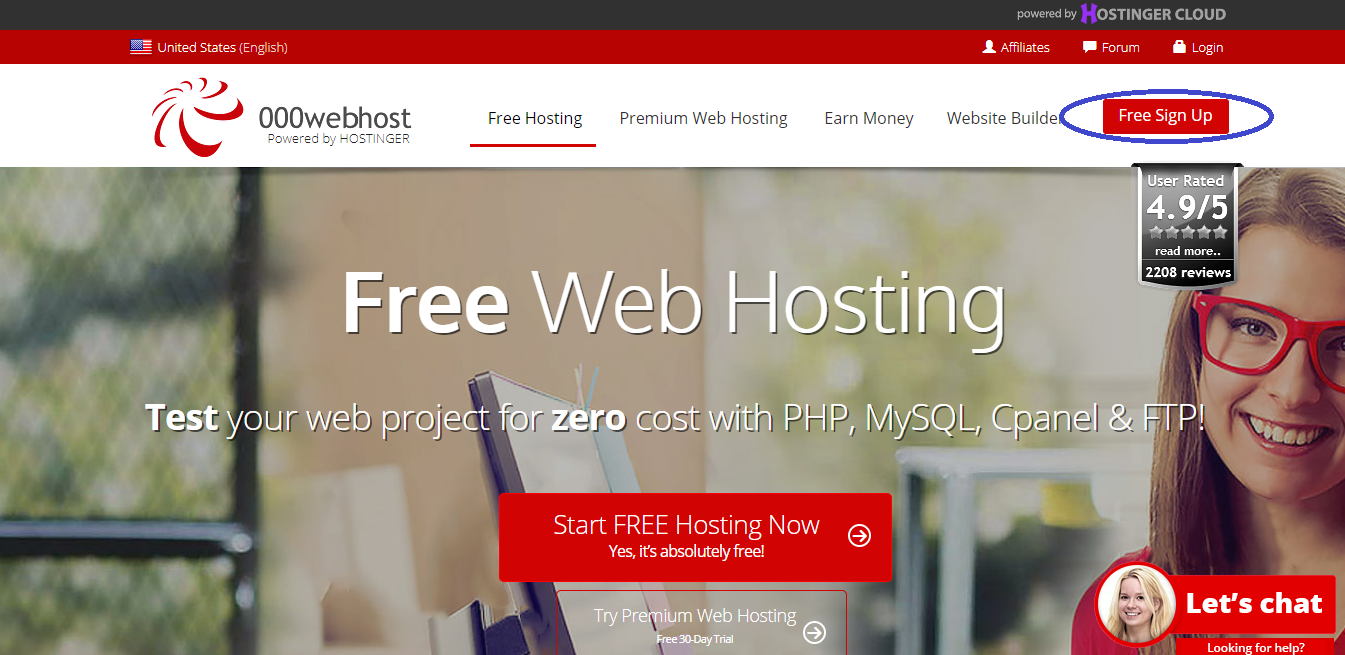 powered by HOSTINGER CLOUD
United States (English)
Affiliates
Forum
Login
000webhost
Powered by HOSTINGER
Free Hosting
Premium Web Hosting
Earn Money
Website Builder
Free Sign Up
User Rated
4.9/5
read more..
2208 reviews
Free Web Hosting
Test your web project for zero cost with PHP, MySQL, Cpanel & FTP!
Start FREE Hosting Now
Yes, it's absolutely free!
Try Premium Web Hosting
Free 30-Day Trial
Let's chat
Looking for help?